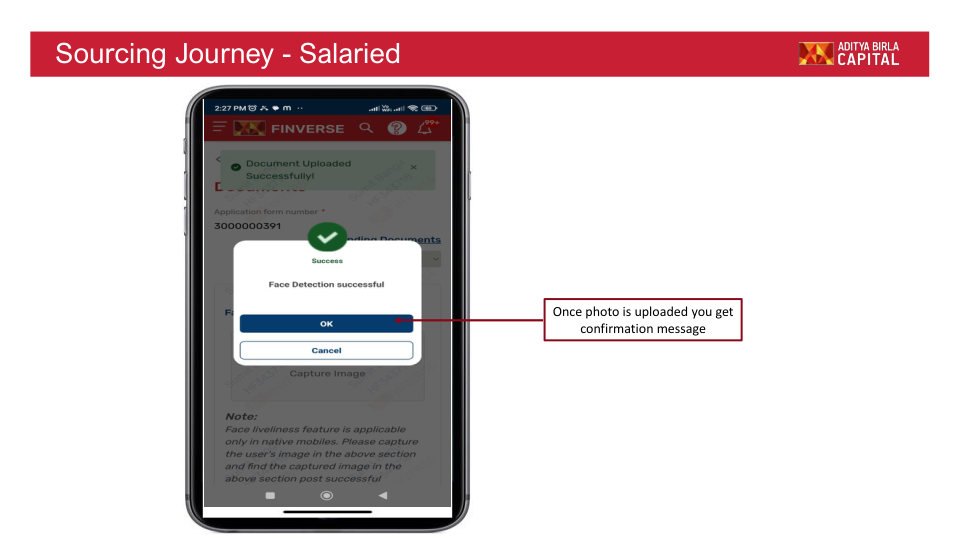 Sourcing Journey - Salaried
ADITYA BIRLA
CAPITAL
2:27 PM
FINVERSE
99+
Document Uploaded
Successfully!
×
Documents
Application form number *
3000000391
nding Documents
Success
Face Detection successful
Fa
OK
Cancel
Capture Image
Note:
Face liveliness feature is applicable
only in native mobiles. Please capture
the user's image in the above section
and find the captured image in the
above section post successful
Once photo is uploaded you get
confirmation message